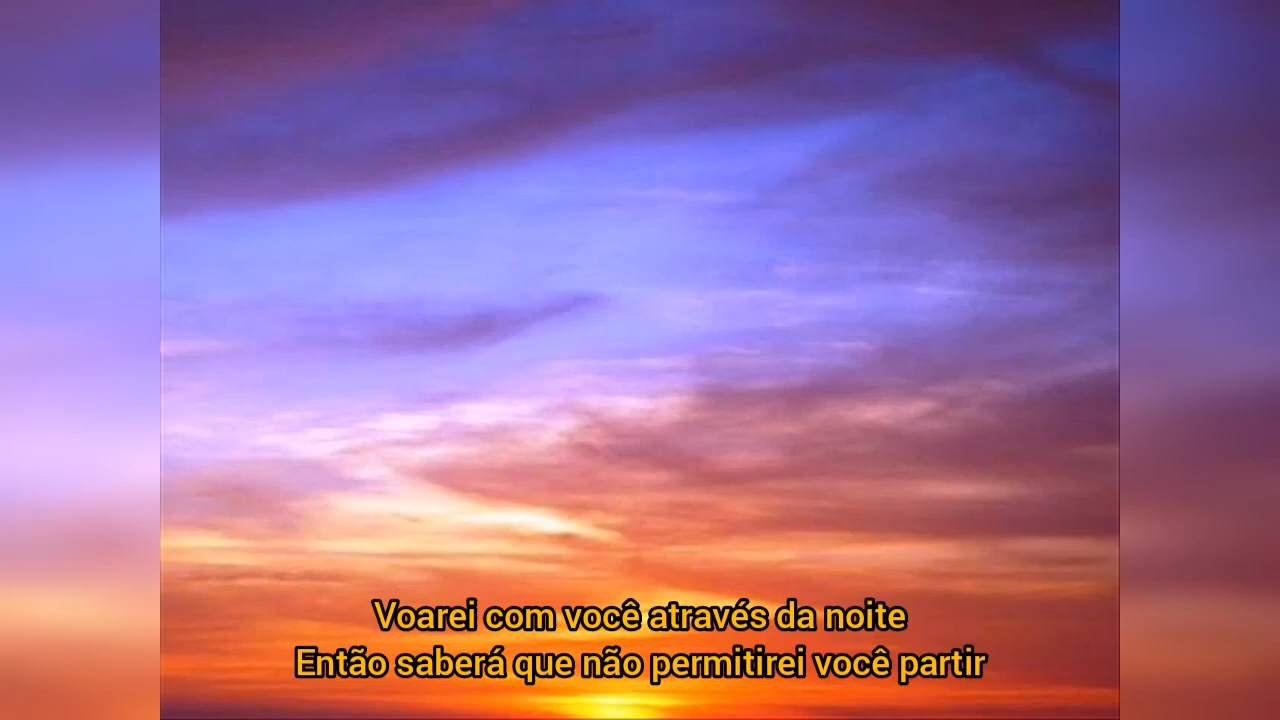 Voarei com você através da noite
Então saberá que não permitirei você partir